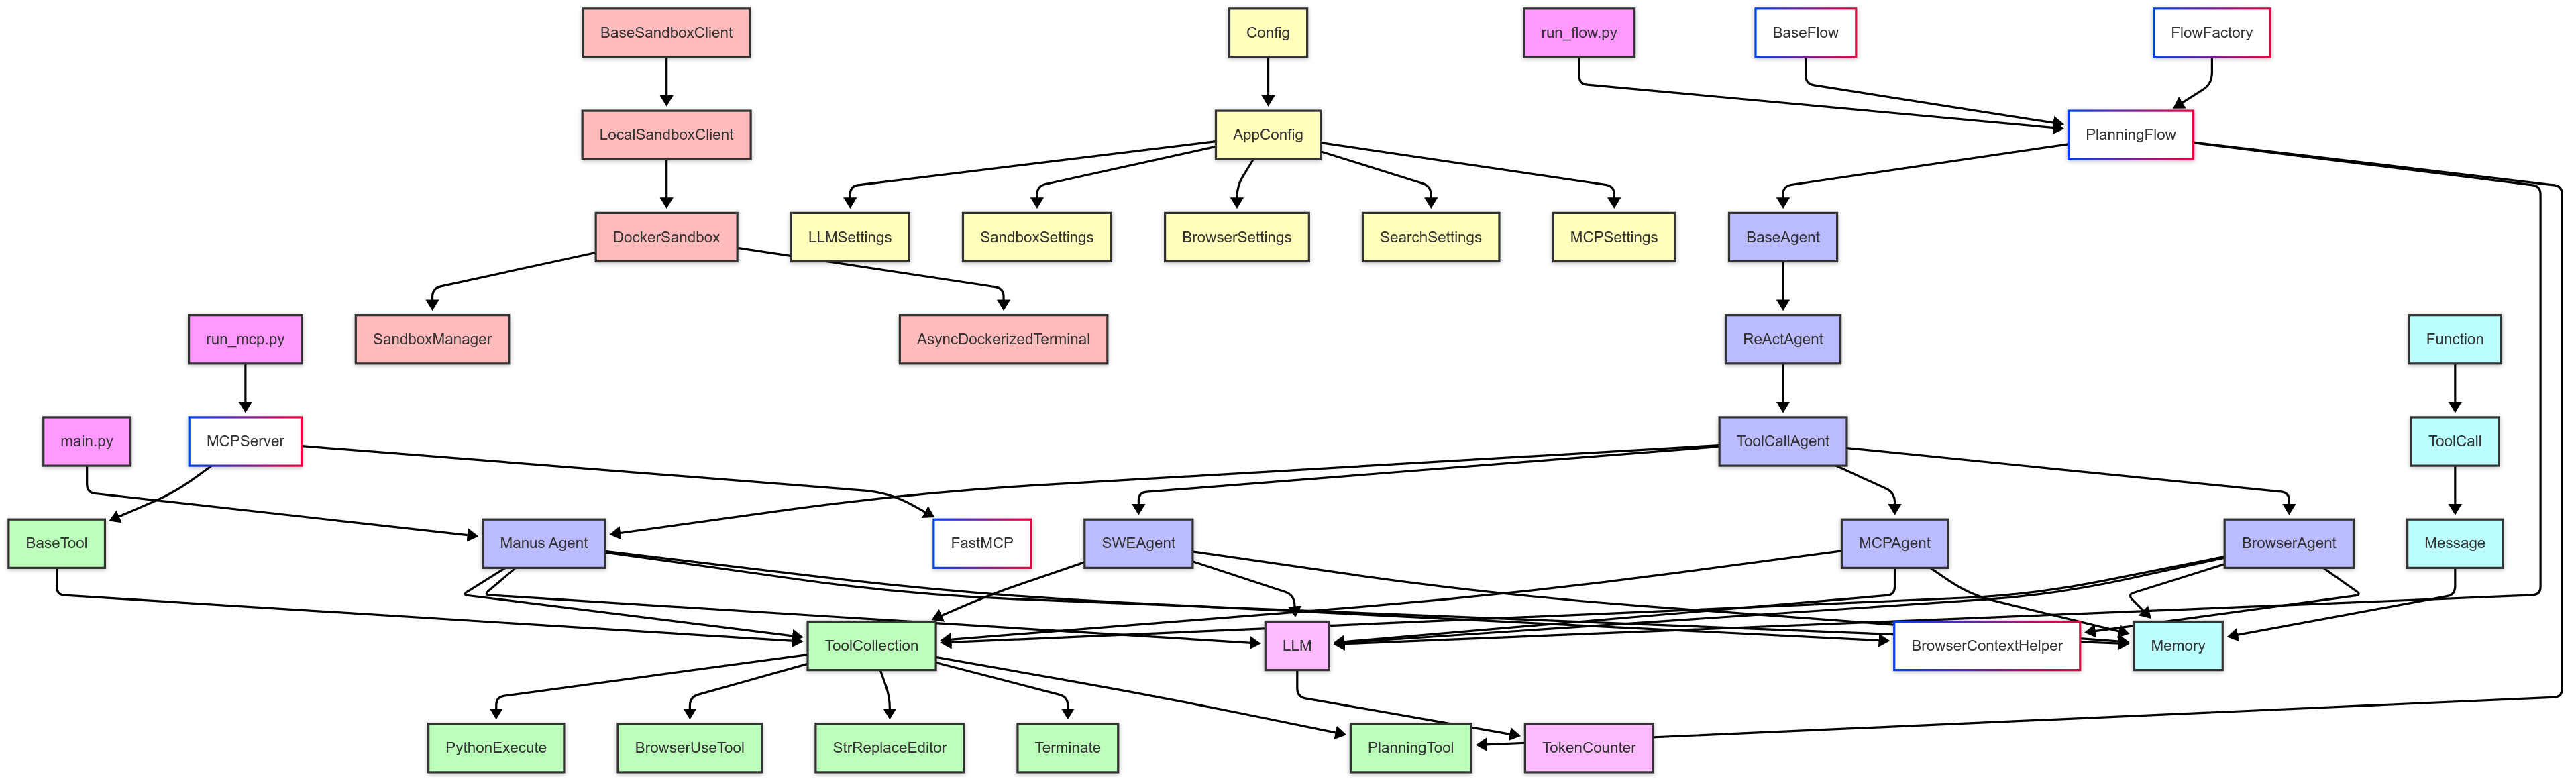 BaseSandboxClient
Config
run_flow.py
BaseFlow
FlowFactory
LocalSandboxClient
AppConfig
PlanningFlow
DockerSandbox
LLMSettings
SandboxSettings
BrowserSettings
SearchSettings
MCPSettings
BaseAgent
run_mcp.py
SandboxManager
AsyncDockerizedTerminal
ReActAgent
Function
main.py
MCPServer
ToolCallAgent
ToolCall
BaseTool
Manus Agent
FastMCP
SWEAgent
MCPAgent
BrowserAgent
Message
ToolCollection
LLM
BrowserContextHelper
Memory
PythonExecute
BrowserUseTool
StrReplaceEditor
Terminate
PlanningTool
TokenCounter